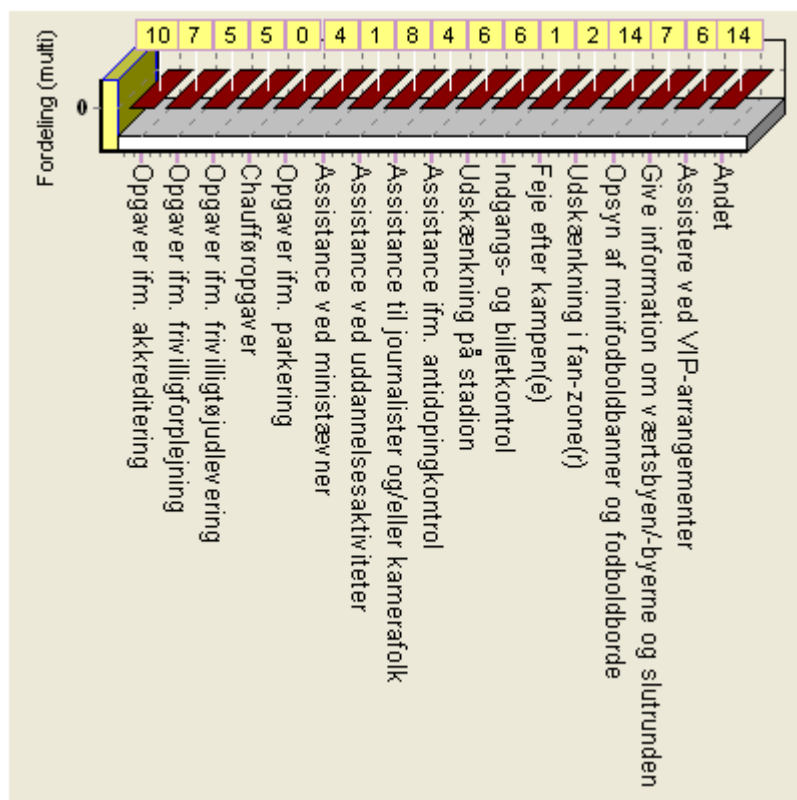 10 7 5 5 0 4 1 8 4 6 6 1 2 14 7 6 14
Fordeling (multi)
0
Opgaver ifm. akkreditering
Opgaver ifm. frivilligforplejning
Opgaver ifm. frivilligtøjudlevering
Chaufføropgaver
Opgaver ifm. parkering
Assistance ved ministævner
Assistance ved uddannelsesaktiviteter
Assistance til journalister og/eller kamerafolk
Assistance ifm. antidopingkontrol
Udskænkning på stadion
Indgangs- og billetkontrol
Feje efter kampen(e)
Udskænkning i fan-zone(r)
Opsyn af minifodboldbanner og fodboldborde
Give information om værtsbyen/-byerne og slutrunden
Assistere ved VIP-arrangementer
Andet